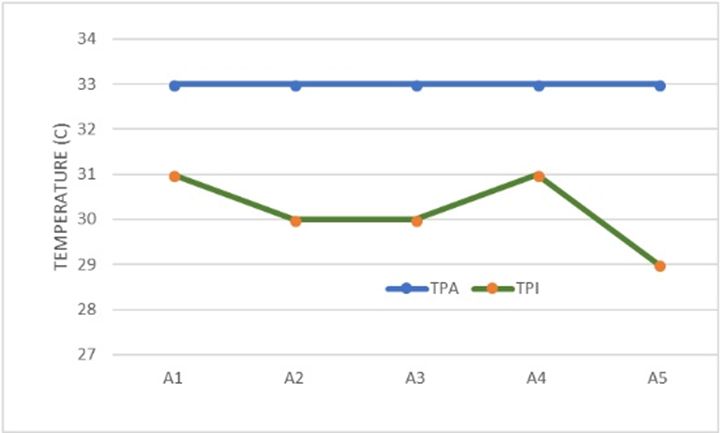 34
33
32
31
30
29
28
27
TEMPERATURE (C)
TPA TPI
A1 A2 A3 A4 A5